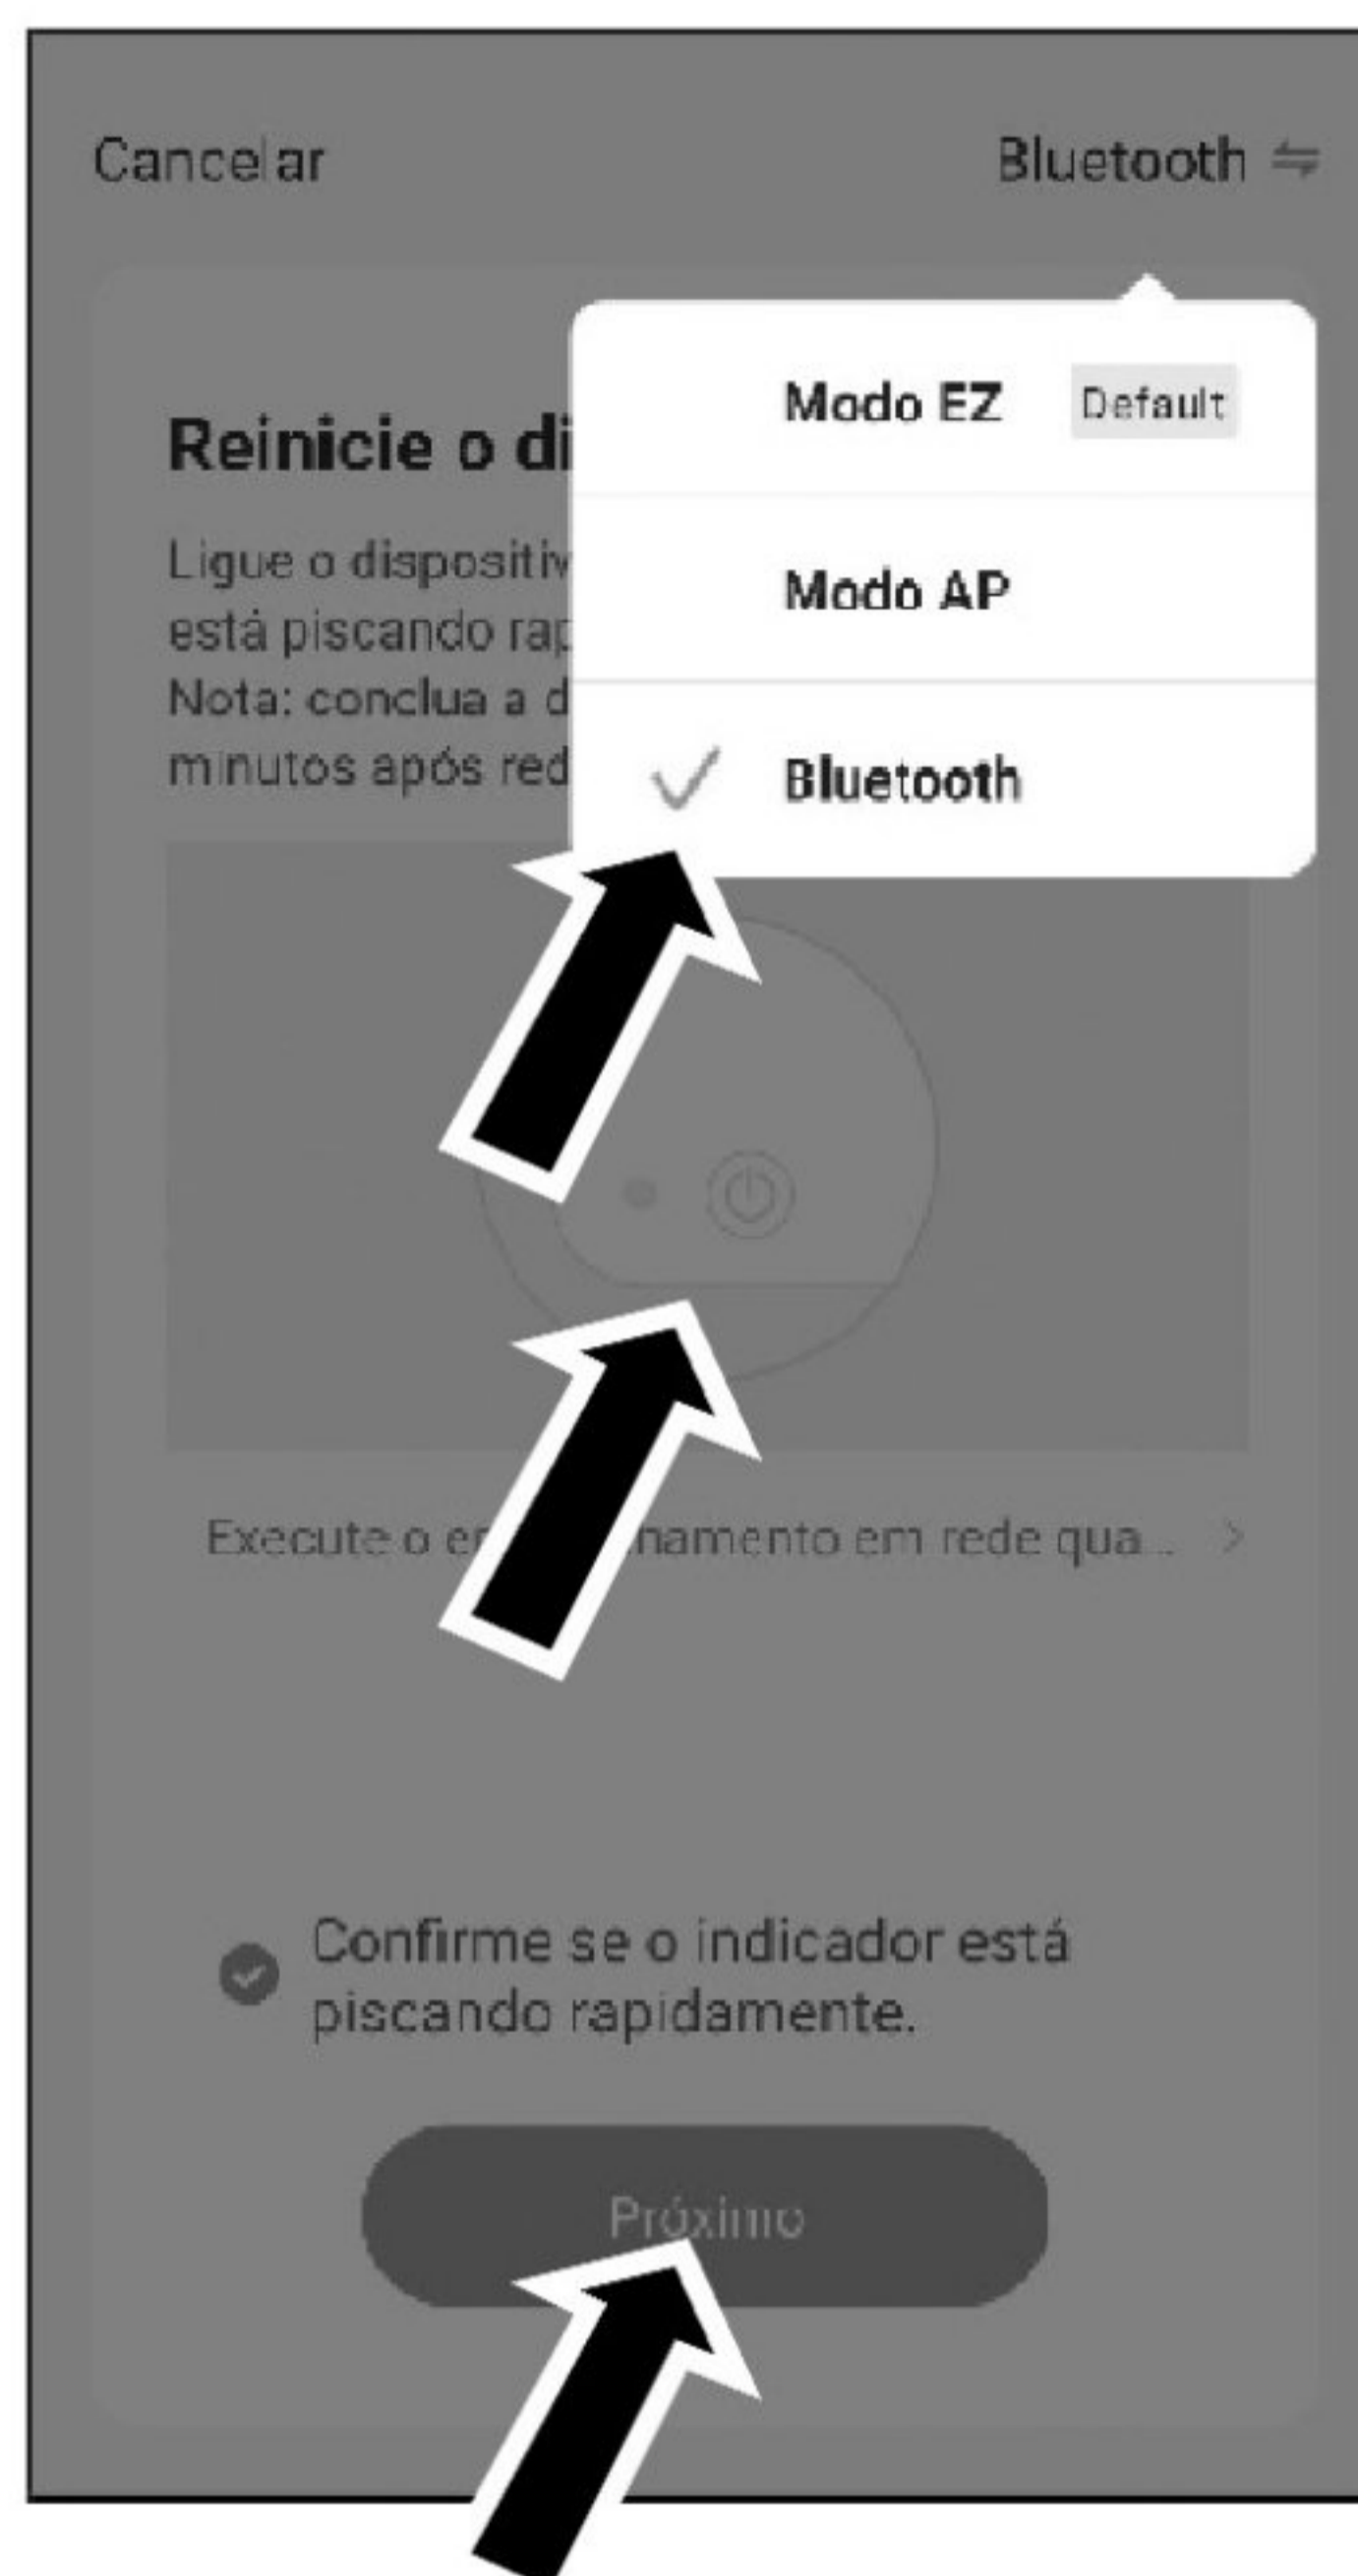 Cancelar
Bluetooth
Modo EZ Default
Reinicie o di
Modo AP
Ligue o dispositiv
está piscando rap
Nota: conclua a d
minutos após red
Bluetooth
Execute o namento em rede qua...
Confirme se o indicador está
piscando rapidamente.
Próximo